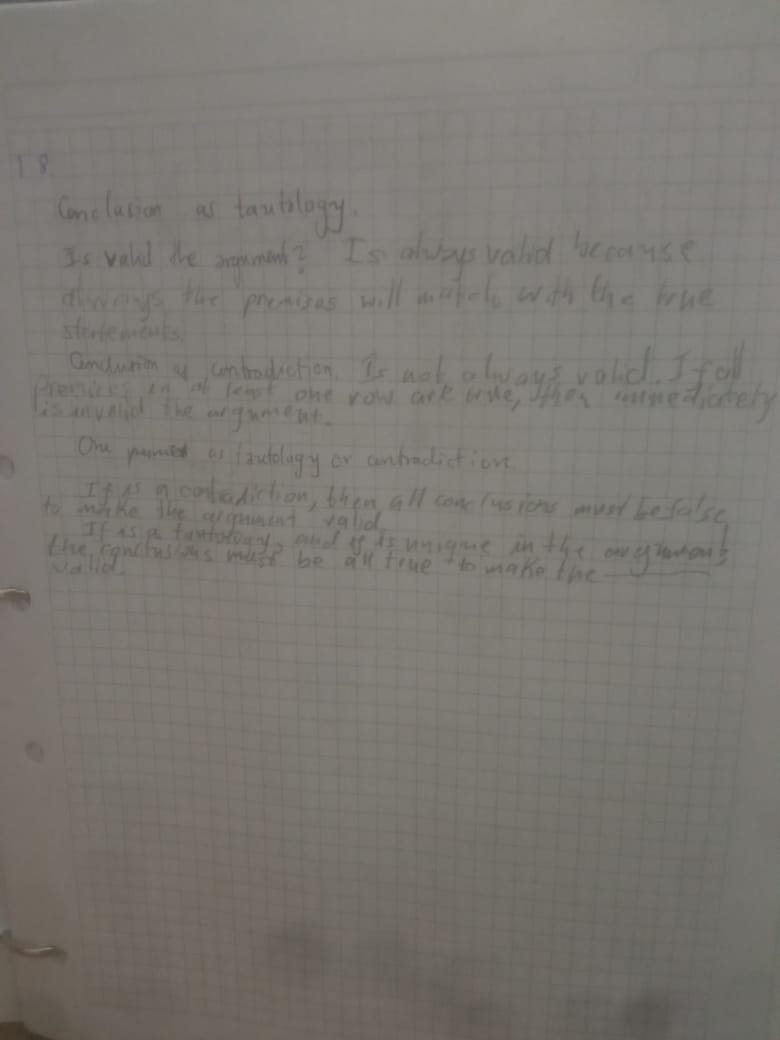 18.
Conclusion as tautology.
Is valid the argument? Is always valid because
always the premises will match with the true
statements.
Conclusion as contradiction. Is not always valid. If all
premises in at least one row are true, then immediately
is invalid the argument.
One as tautology or contradiction.
If is a contradiction, then all conclusions must be false
to make the argument valid.
If is a tautology, and if is unique in the argument,
the conclusions must be all true to make the
valid.